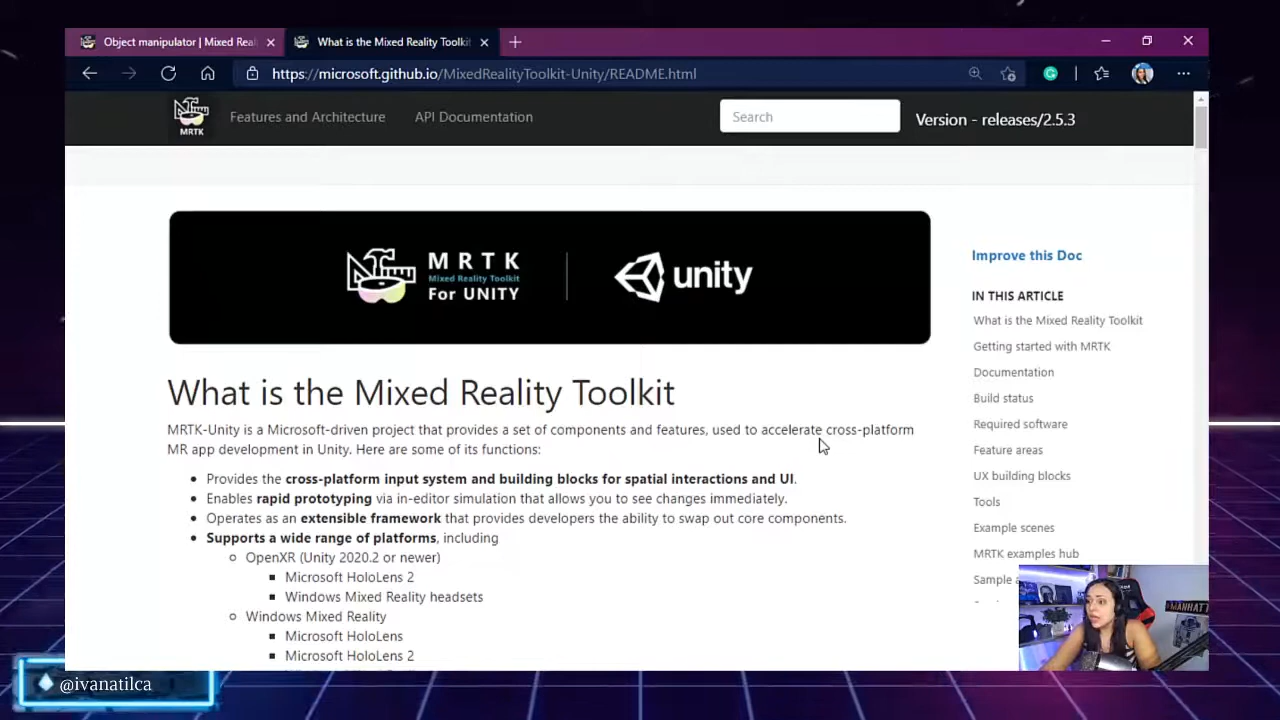 Object manipulator | Mixed Rea
What is the Mixed Reality Toolkit
https://microsoft.github.io/MixedRealityToolkit-Unity/README.html
MRTK
Features and Architecture
API Documentation
Search
Version - releases/2.5.3
MRTK
Mixed Reality Toolkit
For UNITY
unity
Improve this Doc
IN THIS ARTICLE
What is the Mixed Reality Toolkit
Getting started with MRTK
Documentation
Build status
Required software
Feature areas
UX building blocks
Tools
Example scenes
MRTK examples hub
Sample a
What is the Mixed Reality Toolkit
MRTK-Unity is a Microsoft-driven project that provides a set of components and features, used to accelerate cross-platform
MR app development in Unity. Here are some of its functions:
Provides the cross-platform input system and building blocks for spatial interactions and UI.
Enables rapid prototyping via in-editor simulation that allows you to see changes immediately.
Operates as an extensible framework that provides developers the ability to swap out core components.
Supports a wide range of platforms, including
OpenXR (Unity 2020.2 or newer)
Microsoft HoloLens 2
Windows Mixed Reality headsets
Windows Mixed Reality
Microsoft HoloLens
Microsoft HoloLens 2
MANHATT
@ivanatilca